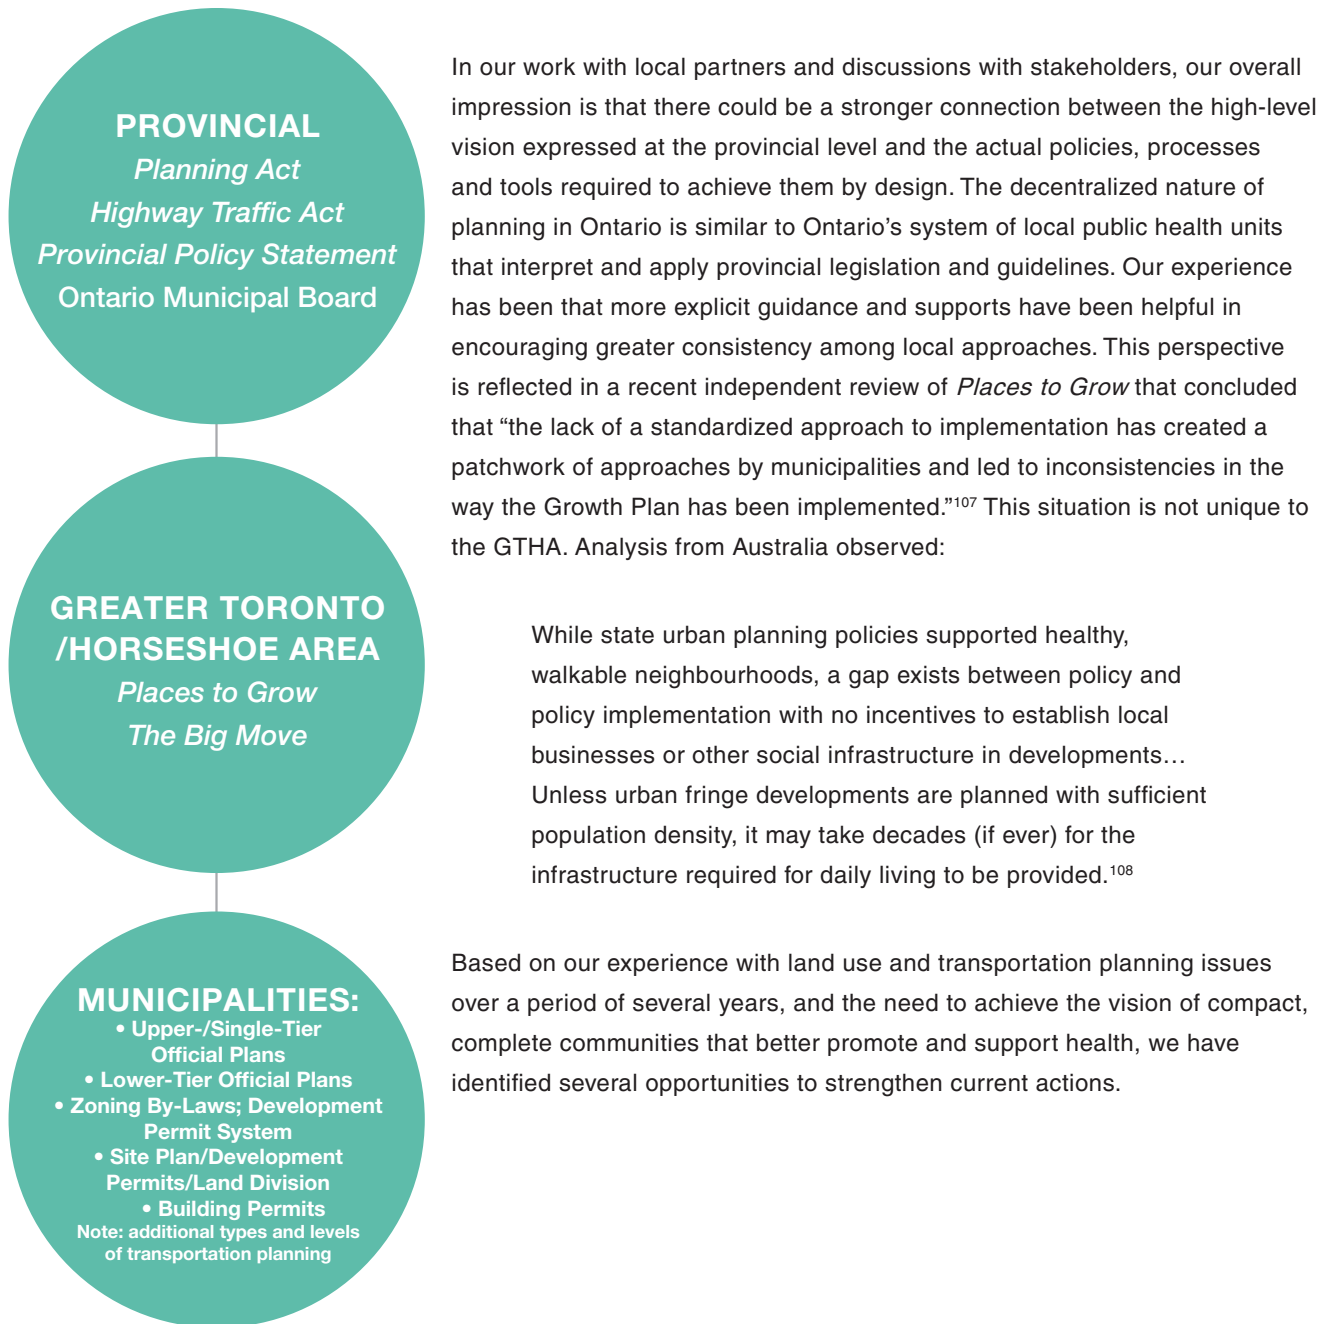 PROVINCIAL
Planning Act
Highway Traffic Act
Provincial Policy Statement
Ontario Municipal Board
GREATER TORONTO
/HORSESHOE AREA
Places to Grow
The Big Move
MUNICIPALITIES:
• Upper-/Single-Tier
Official Plans
• Lower-Tier Official Plans
• Zoning By-Laws; Development
Permit System
• Site Plan/Development
Permits/Land Division
• Building Permits
Note: additional types and levels
of transportation planning
In our work with local partners and discussions with stakeholders, our overall
impression is that there could be a stronger connection between the high-level
vision expressed at the provincial level and the actual policies, processes
and tools required to achieve them by design. The decentralized nature of
planning in Ontario is similar to Ontario’s system of local public health units
that interpret and apply provincial legislation and guidelines. Our experience
has been that more explicit guidance and supports have been helpful in
encouraging greater consistency among local approaches. This perspective
is reflected in a recent independent review of Places to Grow that concluded
that “the lack of a standardized approach to implementation has created a
patchwork of approaches by municipalities and led to inconsistencies in the
way the Growth Plan has been implemented.”107 This situation is not unique to
the GTHA. Analysis from Australia observed:
While state urban planning policies supported healthy,
walkable neighbourhoods, a gap exists between policy and
policy implementation with no incentives to establish local
businesses or other social infrastructure in developments…
Unless urban fringe developments are planned with sufficient
population density, it may take decades (if ever) for the
infrastructure required for daily living to be provided.108
Based on our experience with land use and transportation planning issues
over a period of several years, and the need to achieve the vision of compact,
complete communities that better promote and support health, we have
identified several opportunities to strengthen current actions.